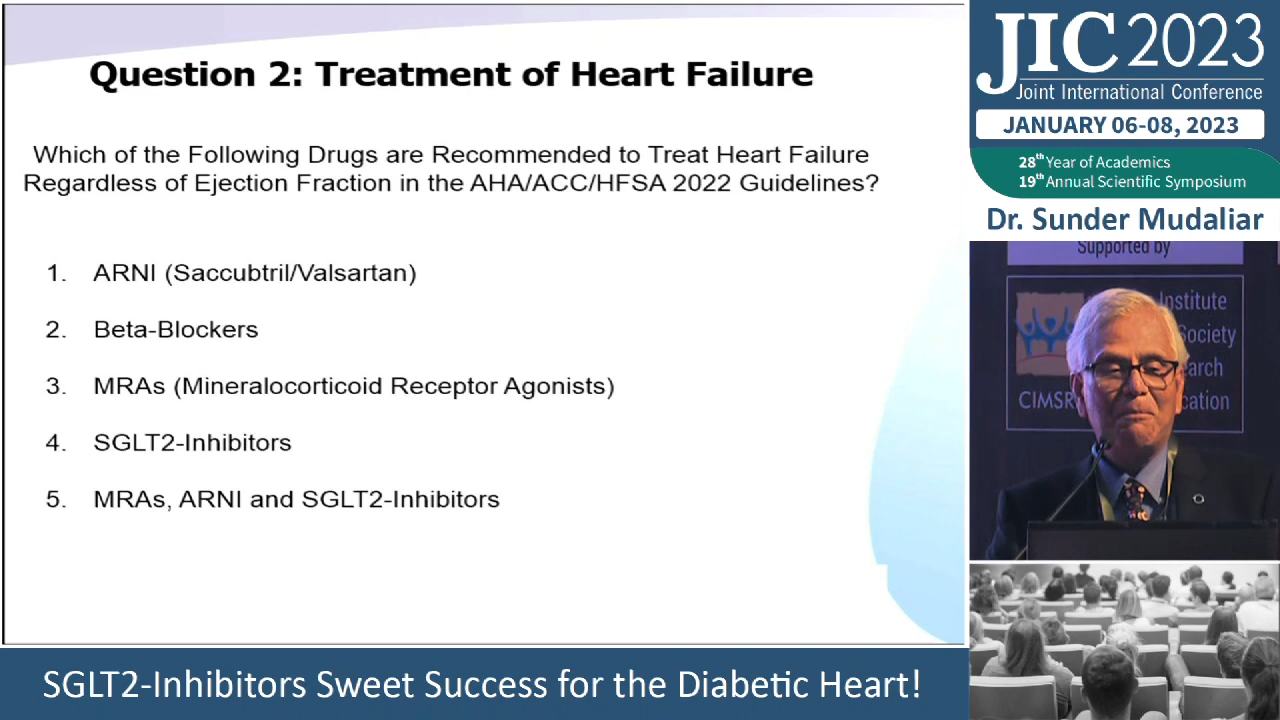 Question 2: Treatment of Heart Failure
Which of the Following Drugs are Recommended to Treat Heart Failure
Regardless of Ejection Fraction in the AHA/ACC/HFSA 2022 Guidelines?
1. ARNI (Saccubtril/Valsartan)
2. Beta-Blockers
3. MRAs (Mineralocorticoid Receptor Agonists)
4. SGLT2-Inhibitors
5. MRAs, ARNI and SGLT2-Inhibitors
SGLT2-Inhibitors Sweet Success for the Diabetic Heart!
JIC 2023
Joint International Conference
JANUARY 06-08, 2023
28th Year of Academics
19th Annual Scientific Symposium
Dr. Sunder Mudaliar
Supported by
Institute
Society
CIMSR